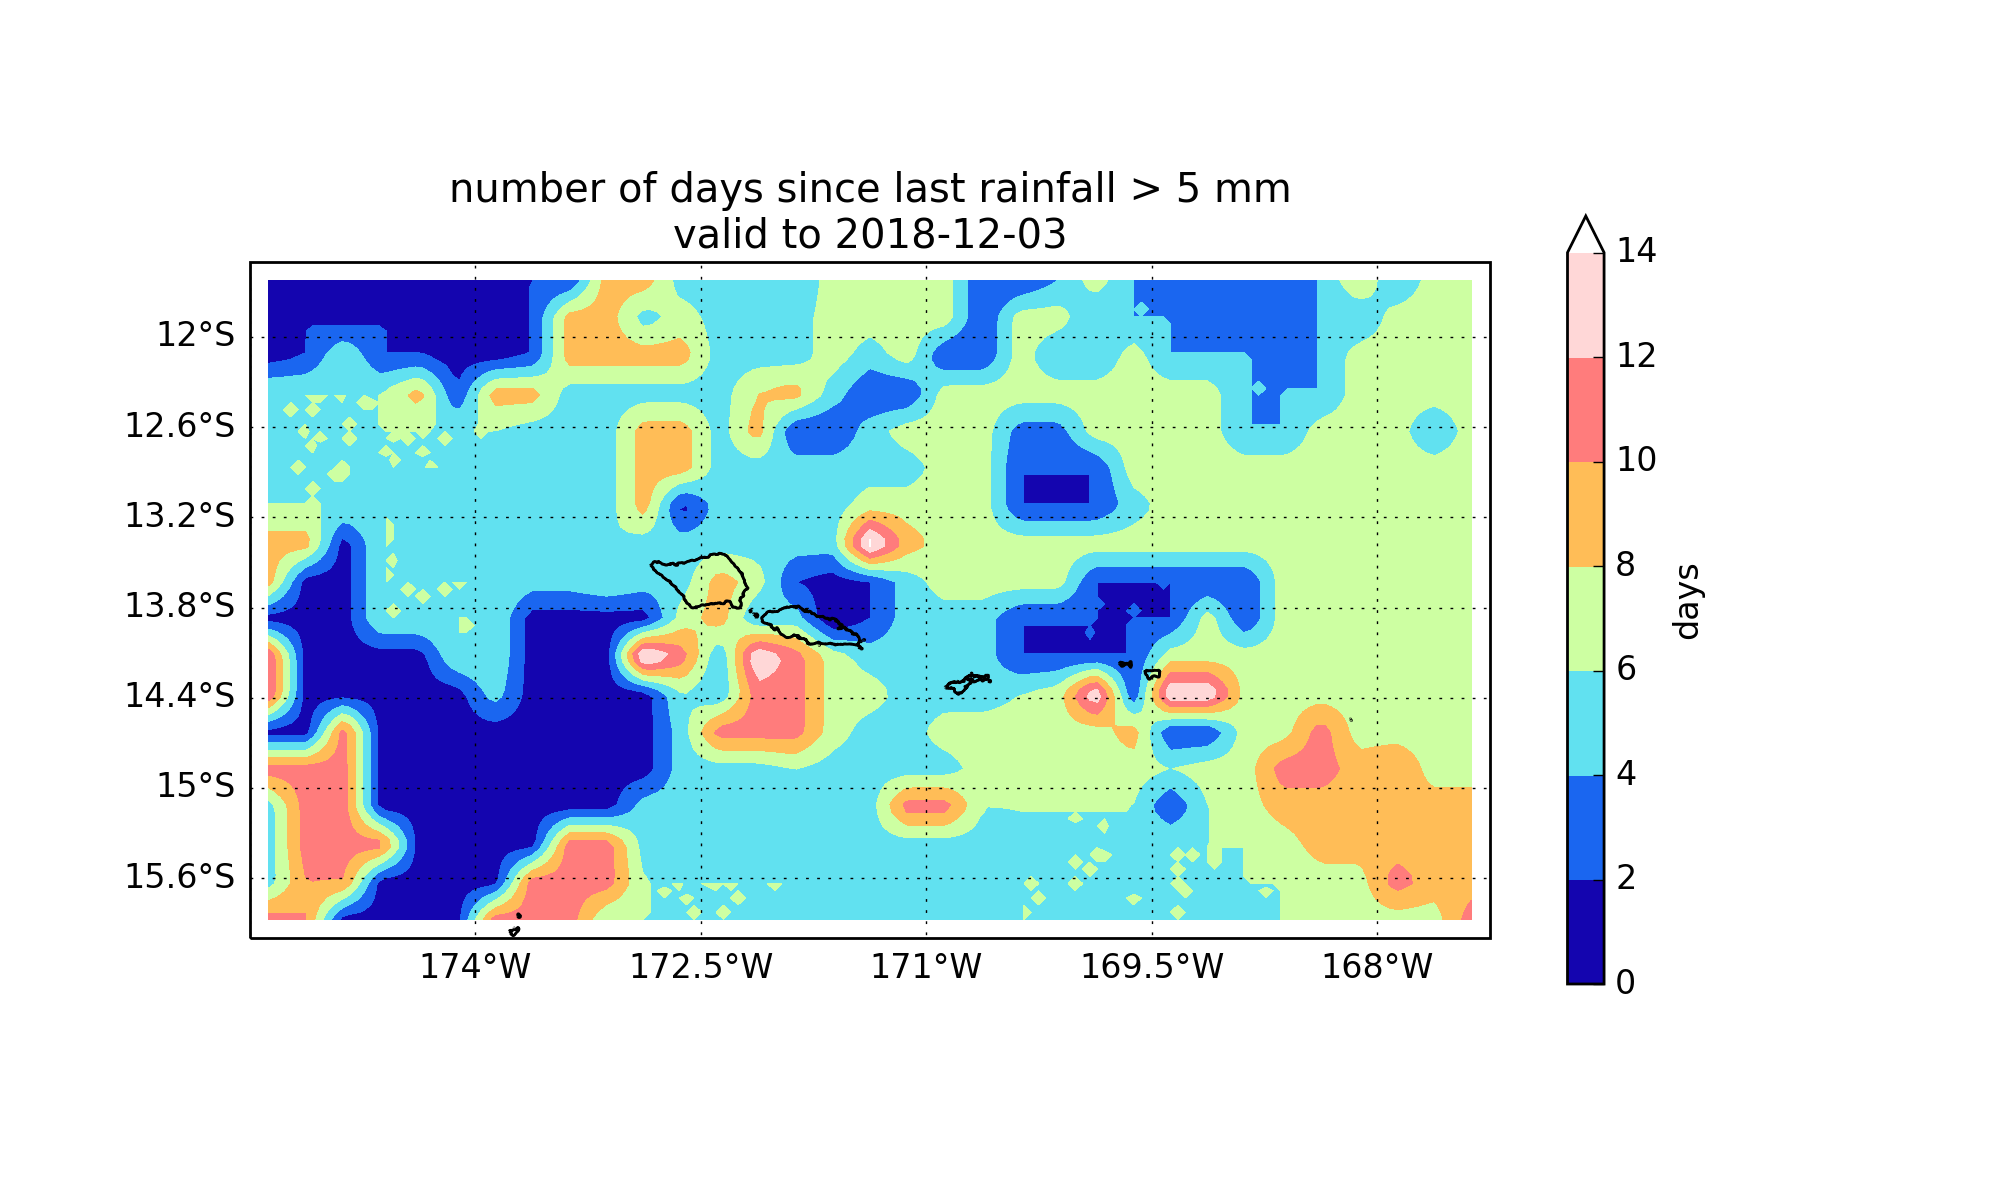 number of days since last rainfall > 5 mm
valid to 2018-12-03
12°S
12.6°S
13.2°S
13.8°S
14.4°S
15°S
15.6°S
174°W
172.5°W
171°W
169.5°W
168°W
14
12
10
8
6
4
2
0
days